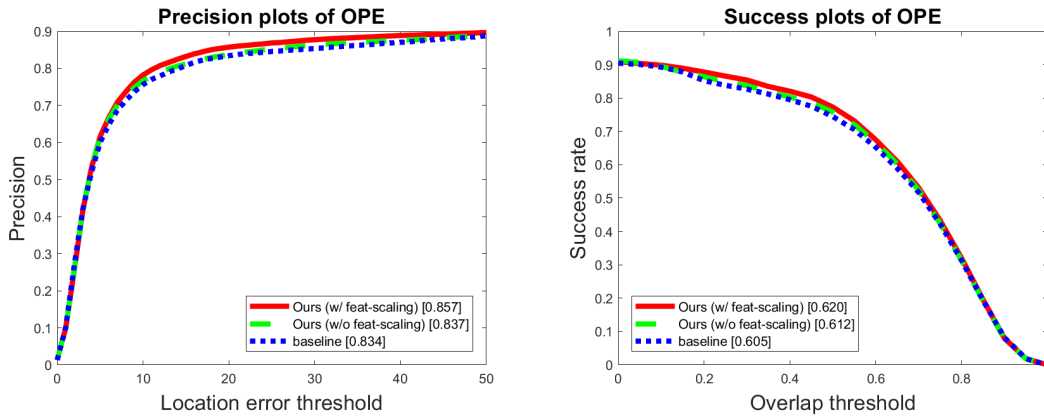 Precision plots of OPE
0.9
0.8
0.7
0.6
0.5
0.4
0.3
0.2
0.1
0
Precision
Ours (w/ feat-scaling) [0.857]
Ours (w/o feat-scaling) [0.837]
baseline [0.834]
0 10 20 30 40 50
Location error threshold
Success plots of OPE
1
0.9
0.8
0.7
0.6
0.5
0.4
0.3
0.2
0.1
0
Success rate
Ours (w/ feat-scaling) [0.620]
Ours (w/o feat-scaling) [0.612]
baseline [0.605]
0 0.2 0.4 0.6 0.8
Overlap threshold